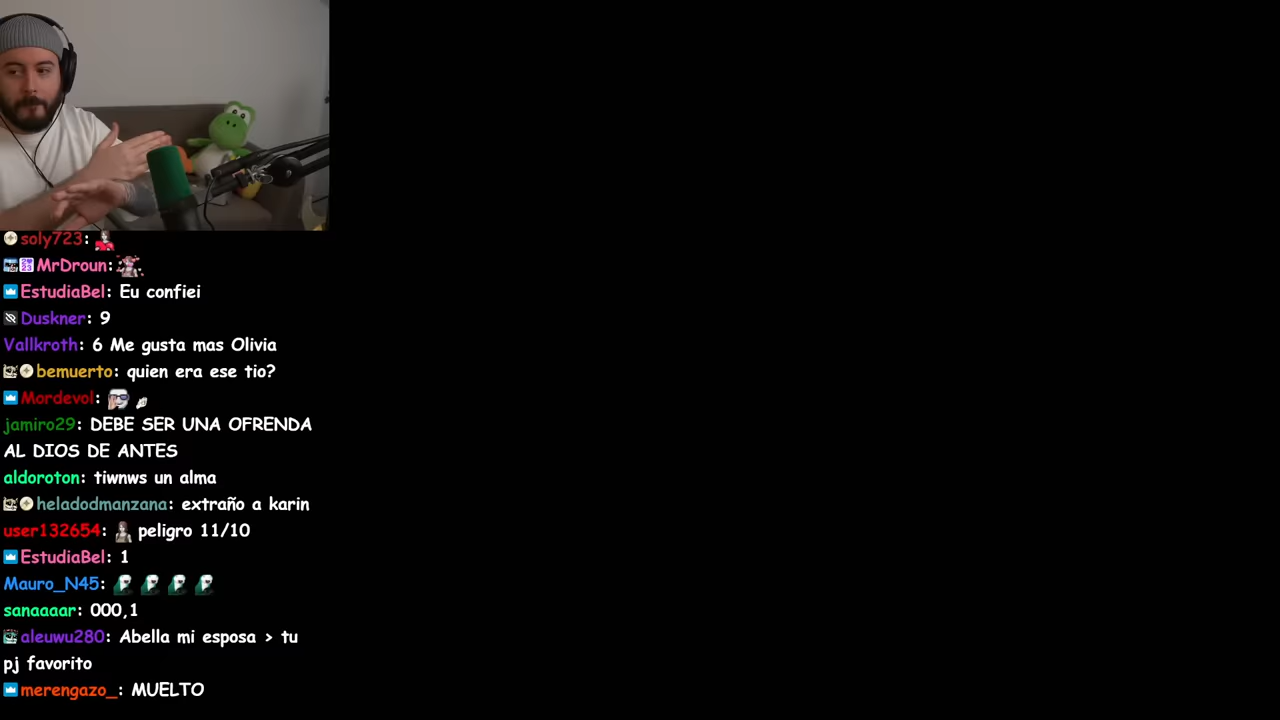 soly723:
MrDroun:
EstudiaBel: Eu confiei
Duskner: 9
Vallkroth: 6 Me gusta mas Olivia
bemuerto: quien era ese tio?
Mordevol:
jamiro29: DEBE SER UNA OFRENDA
AL DIOS DE ANTES
aldoroton: tiwnws un alma
heladodmanzana: extraño a karin
user132654: peligro 11/10
EstudiaBel: 1
Mauro_N45:
sanaaaar: 000,1
aleuwu280: Abella mi esposa > tu
pj favorito
merengazo_: MUELTO